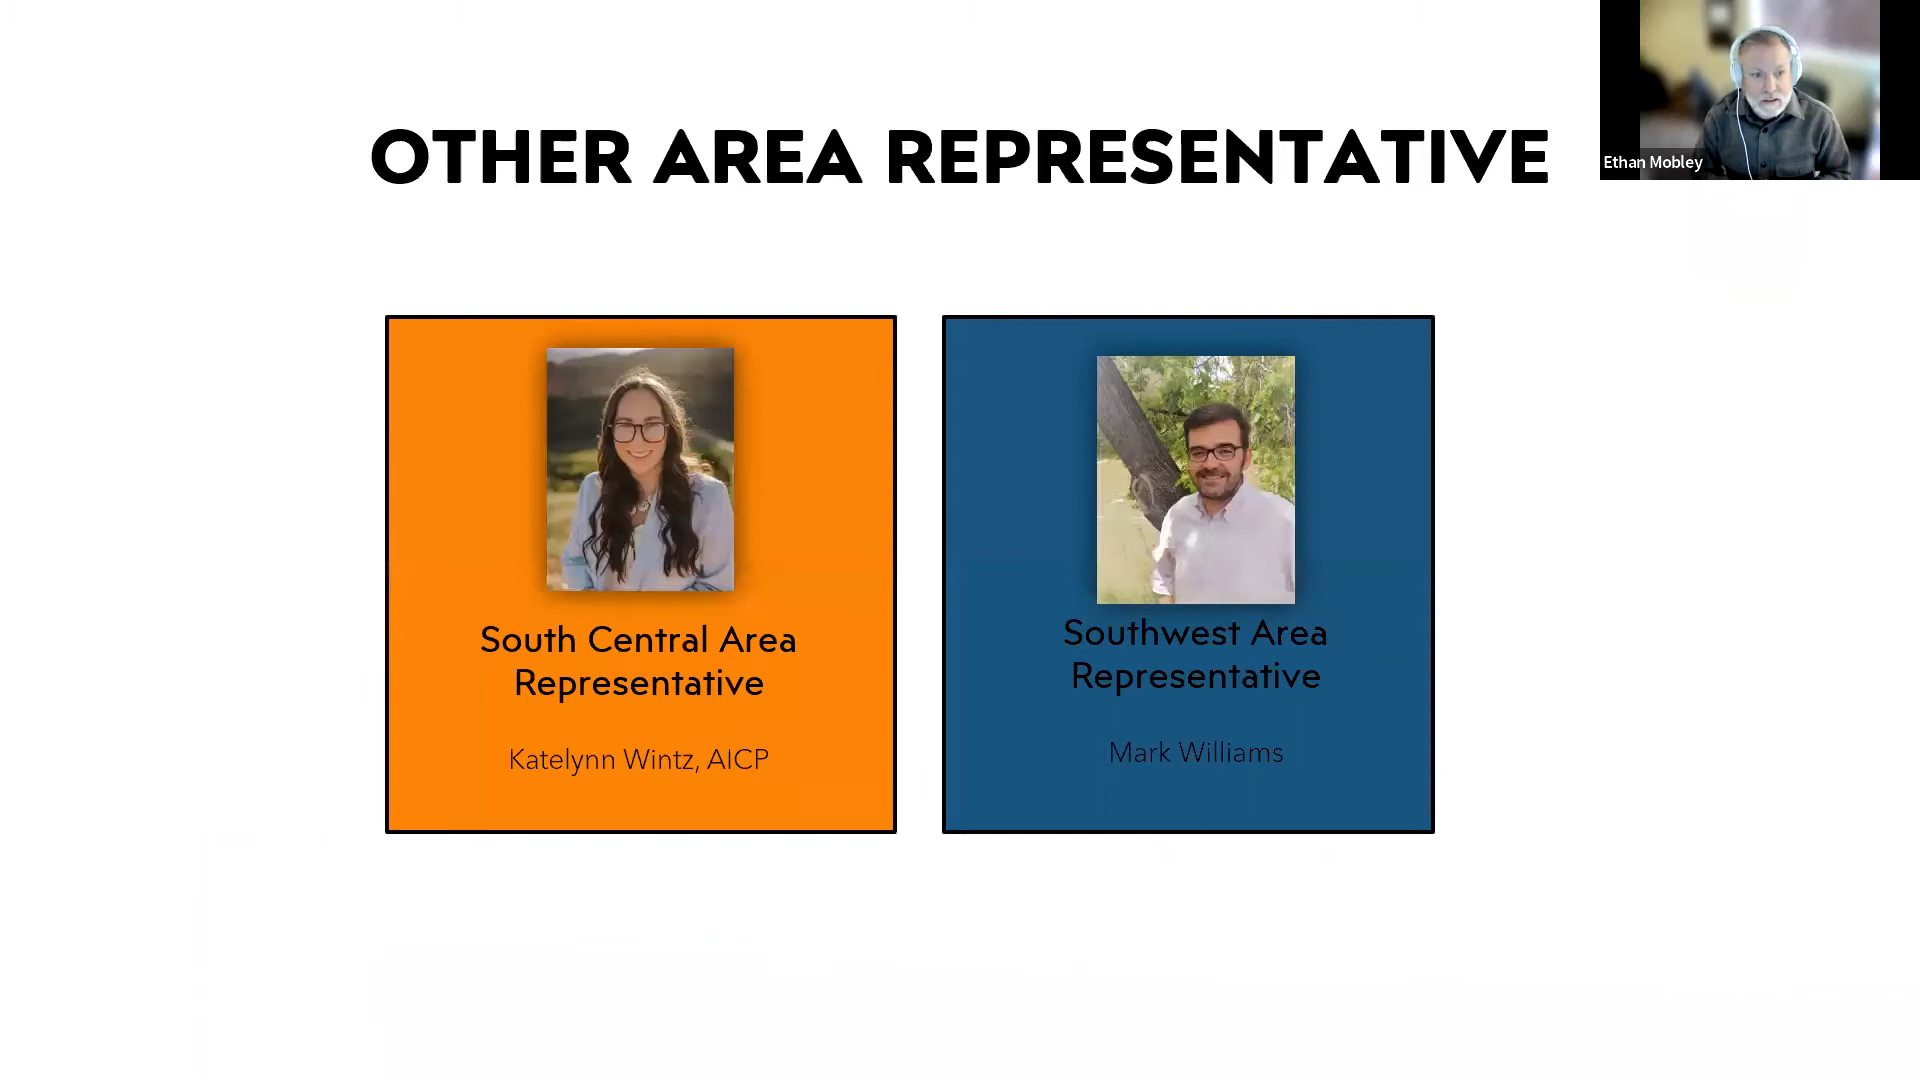 OTHER AREA REPRESENTATIVE
Ethan Mobley
South Central Area
Representative
Katelynn Wintz, AICP
Southwest Area
Representative
Mark Williams